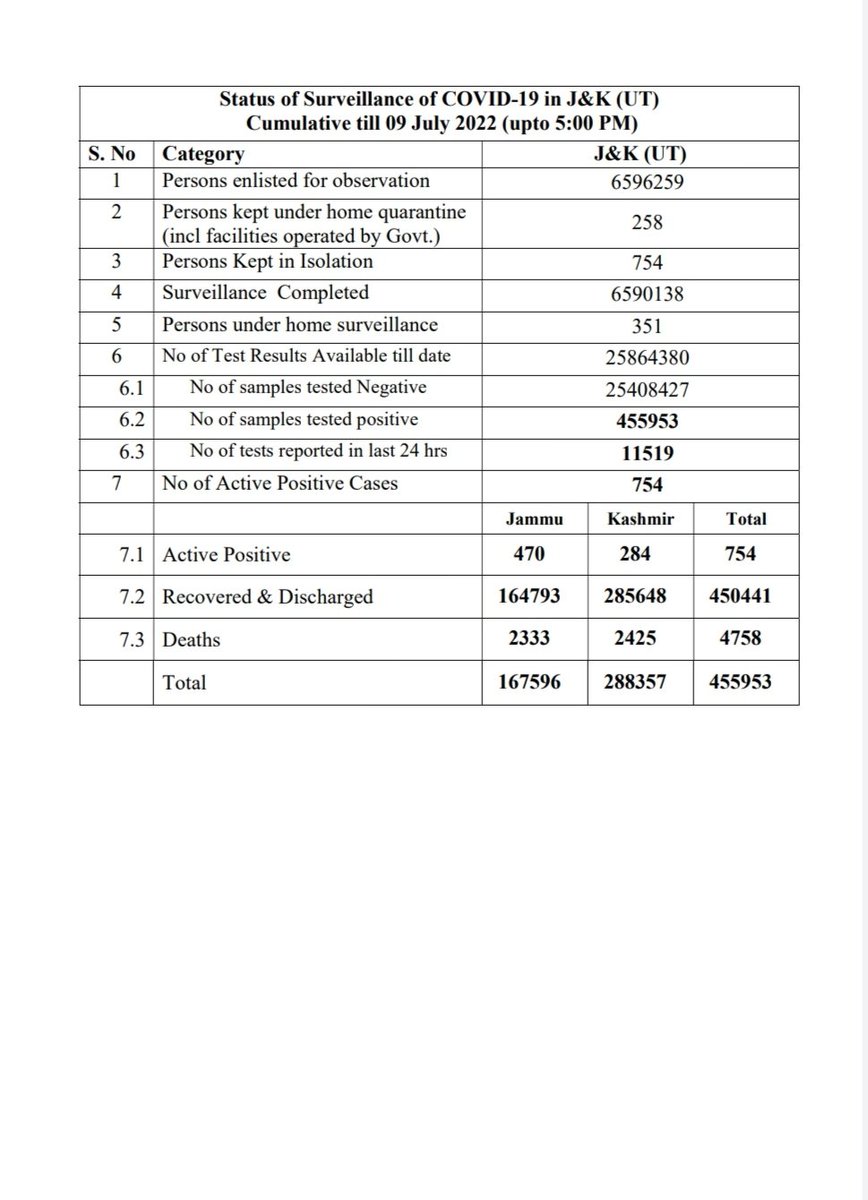 Status of Surveillance of COVID-19 in J&K (UT)
Cumulative till 09 July 2022 (upto 5:00 PM)
S. No Category J&K (UT)
1 Persons enlisted for observation 6596259
2 Persons kept under home quarantine
(incl facilities operated by Govt.) 258
3 Persons Kept in Isolation 754
4 Surveillance Completed 6590138
5 Persons under home surveillance 351
6 No of Test Results Available till date 25864380
6.1 No of samples tested Negative 25408427
6.2 No of samples tested positive 455953
6.3 No of tests reported in last 24 hrs 11519
7 No of Active Positive Cases 754
Jammu Kashmir Total
7.1 Active Positive 470 284 754
7.2 Recovered & Discharged 164793 285648 450441
7.3 Deaths 2333 2425 4758
Total 167596 288357 455953